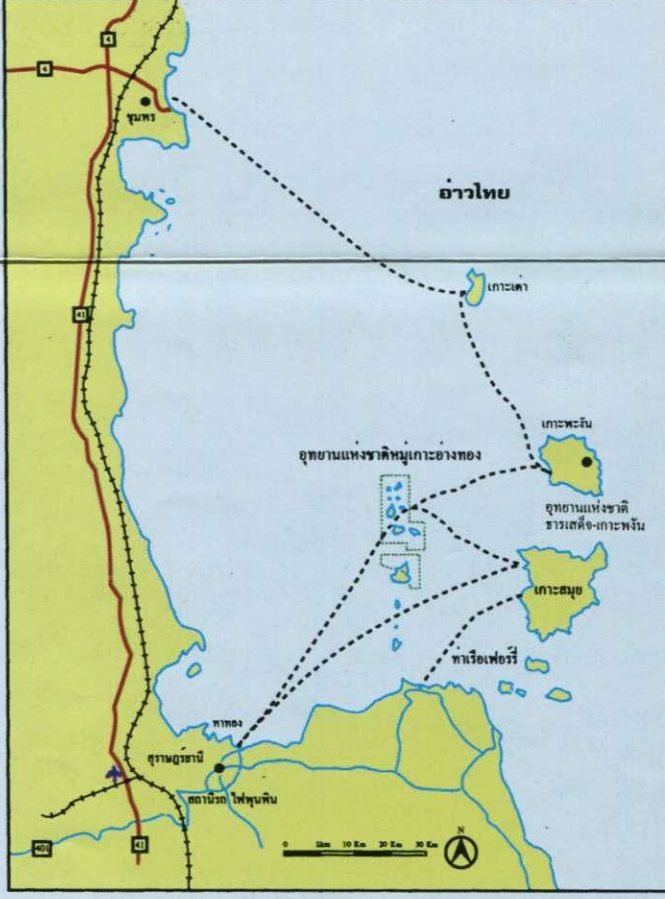 4
4
ชุมพร
อ่าวไทย
เกาะเต่า
41
เกาะพะงัน
อุทยานแห่งชาติหมู่เกาะอ่างทอง
อุทยานแห่งชาติ
ธารเสด็จ-เกาะพงัน
เกาะสมุย
ท่าเรือเฟอร์รี่
ท่าทอง
สุราษฎร์ธานี
สถานีรถไฟพุนพิน
401
41
0 5km 10 Km 20 Km 30 Km
N